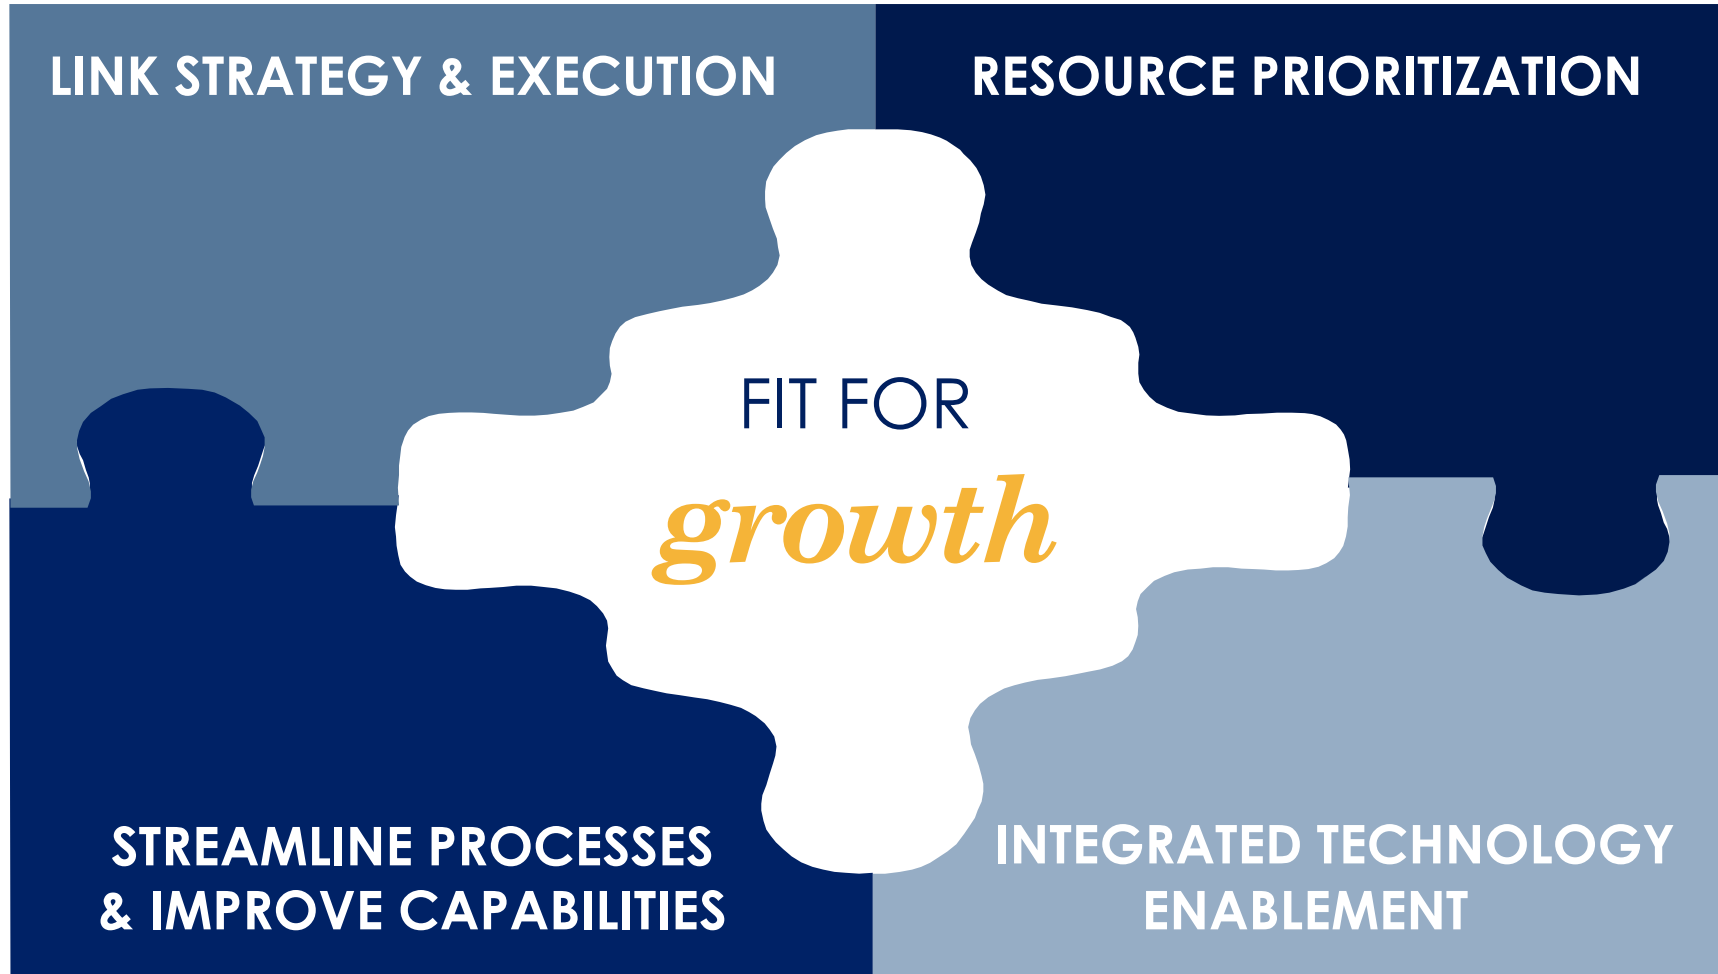 LINK STRATEGY & EXECUTION
RESOURCE PRIORITIZATION
FIT FOR
growth
STREAMLINE PROCESSES
& IMPROVE CAPABILITIES
INTEGRATED TECHNOLOGY
ENABLEMENT